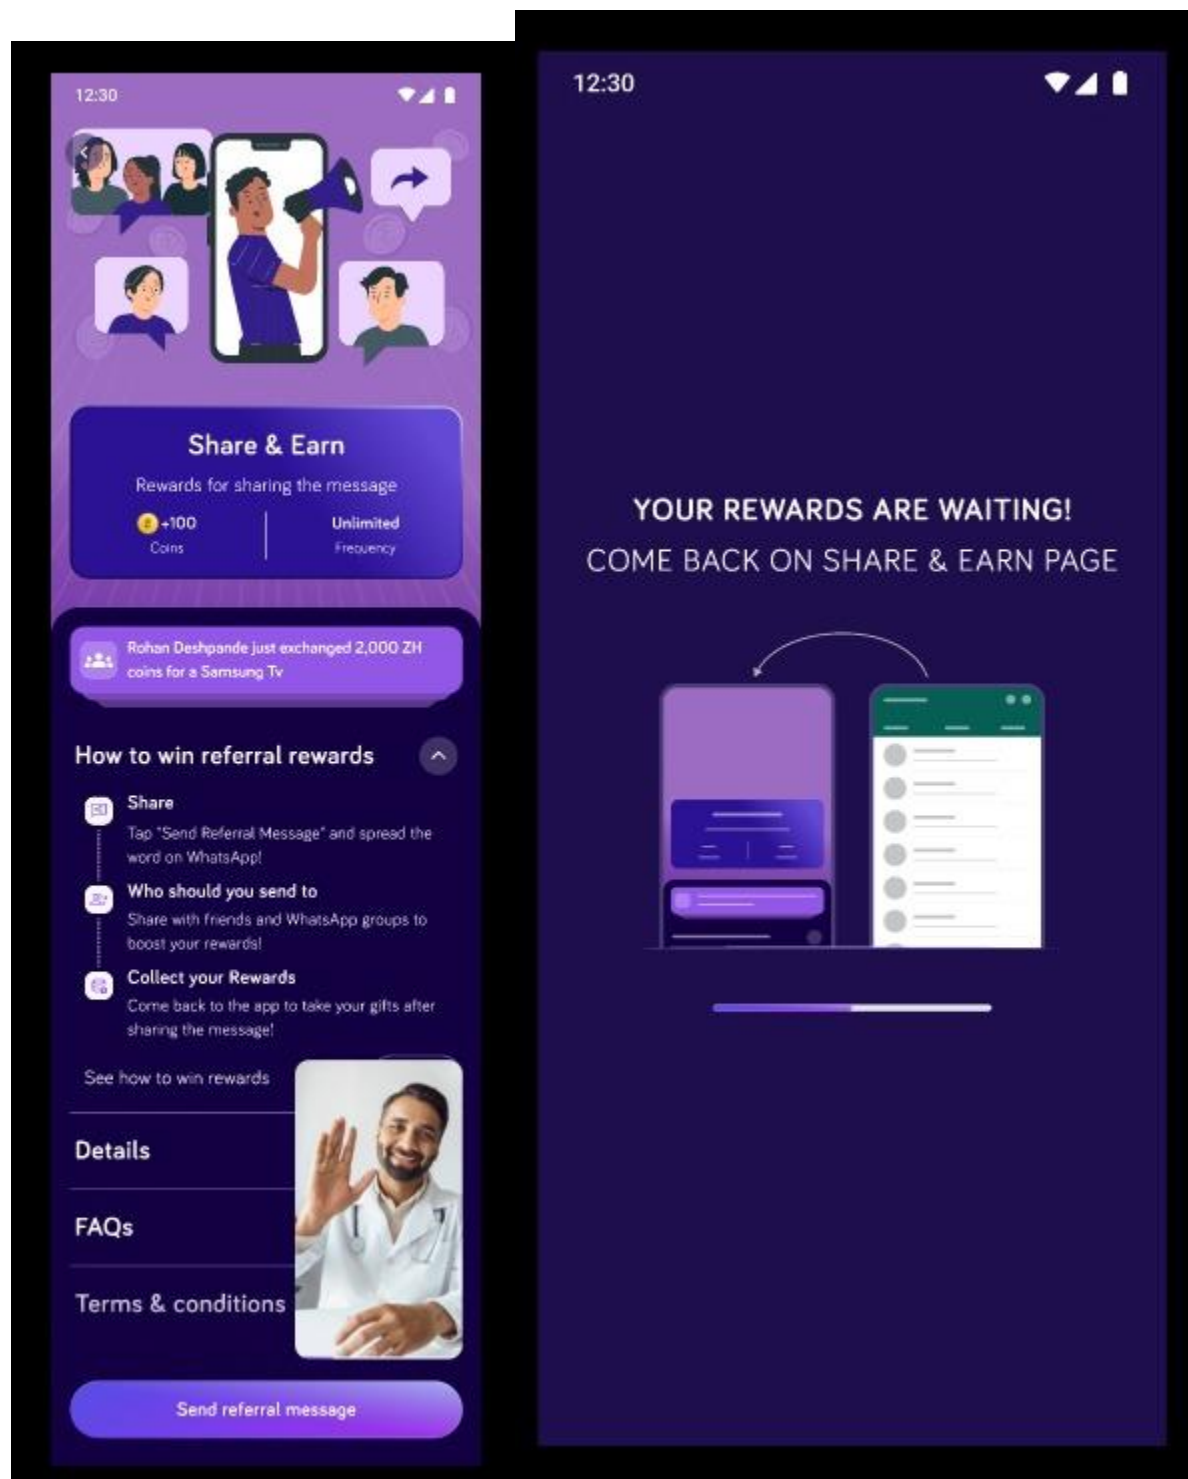 12:30
Share & Earn
Rewards for sharing the message
+100
Coins
Unlimited
Frequency
Rohan Deshpande just exchanged 2,000 ZH
coins for a Samsung Tv
How to win referral rewards
Share
Tap "Send Referral Message" and spread the
word on WhatsApp!
Who should you send to
Share with friends and WhatsApp groups to
boost your rewards!
Collect your Rewards
Come back to the app to take your gifts after
sharing the message!
See how to win rewards
Details
FAQs
Terms & conditions
Send referral message
12:30
YOUR REWARDS ARE WAITING!
COME BACK ON SHARE & EARN PAGE